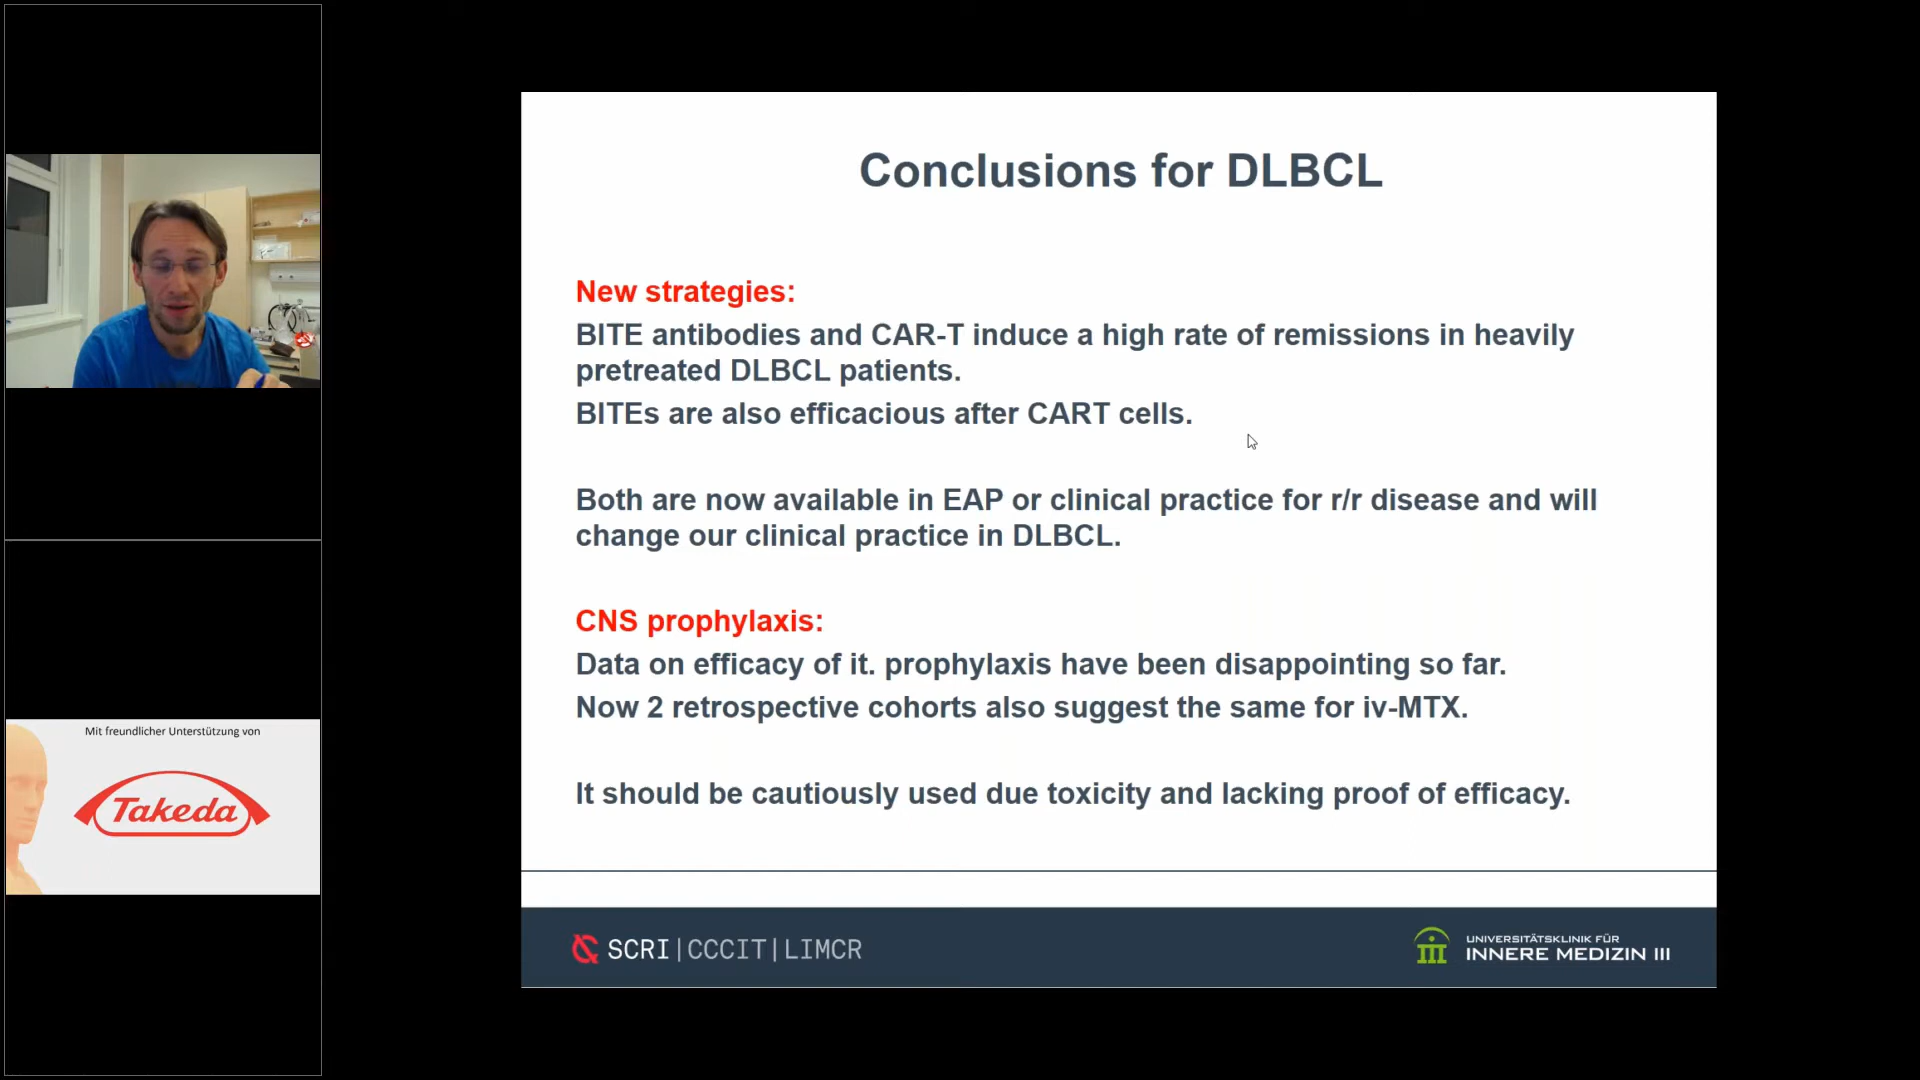 Conclusions for DLBCL
New strategies:
BITE antibodies and CAR-T induce a high rate of remissions in heavily
pretreated DLBCL patients.
BITEs are also efficacious after CART cells.
Both are now available in EAP or clinical practice for r/r disease and will
change our clinical practice in DLBCL.
CNS prophylaxis:
Data on efficacy of it. prophylaxis have been disappointing so far.
Now 2 retrospective cohorts also suggest the same for iv-MTX.
It should be cautiously used due toxicity and lacking proof of efficacy.
SCRI|CCCIT|LIMCR
UNIVERSITÄTSKLINIK FÜR
INNERE MEDIZIN III
Mit freundlicher Unterstützung von
Takeda